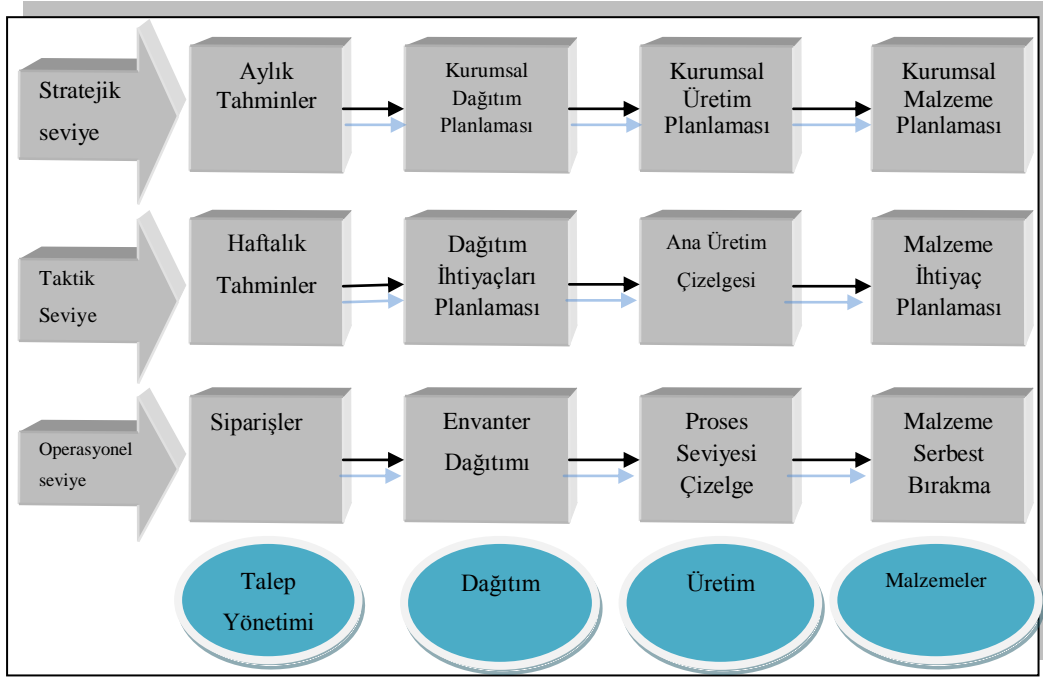 Stratejik
seviye
Aylık
Tahminler
Kurumsal
Dağıtım
Planlaması
Kurumsal
Üretim
Planlaması
Kurumsal
Malzeme
Planlaması
Taktik
Seviye
Haftalık
Tahminler
Dağıtım
İhtiyaçları
Planlaması
Ana Üretim
Çizelgesi
Malzeme
İhtiyaç
Planlaması
Operasyonel
seviye
Siparişler
Envanter
Dağıtımı
Proses
Seviyesi
Çizelge
Malzeme
Serbest
Bırakma
Talep
Yönetimi
Dağıtım
Üretim
Malzemeler